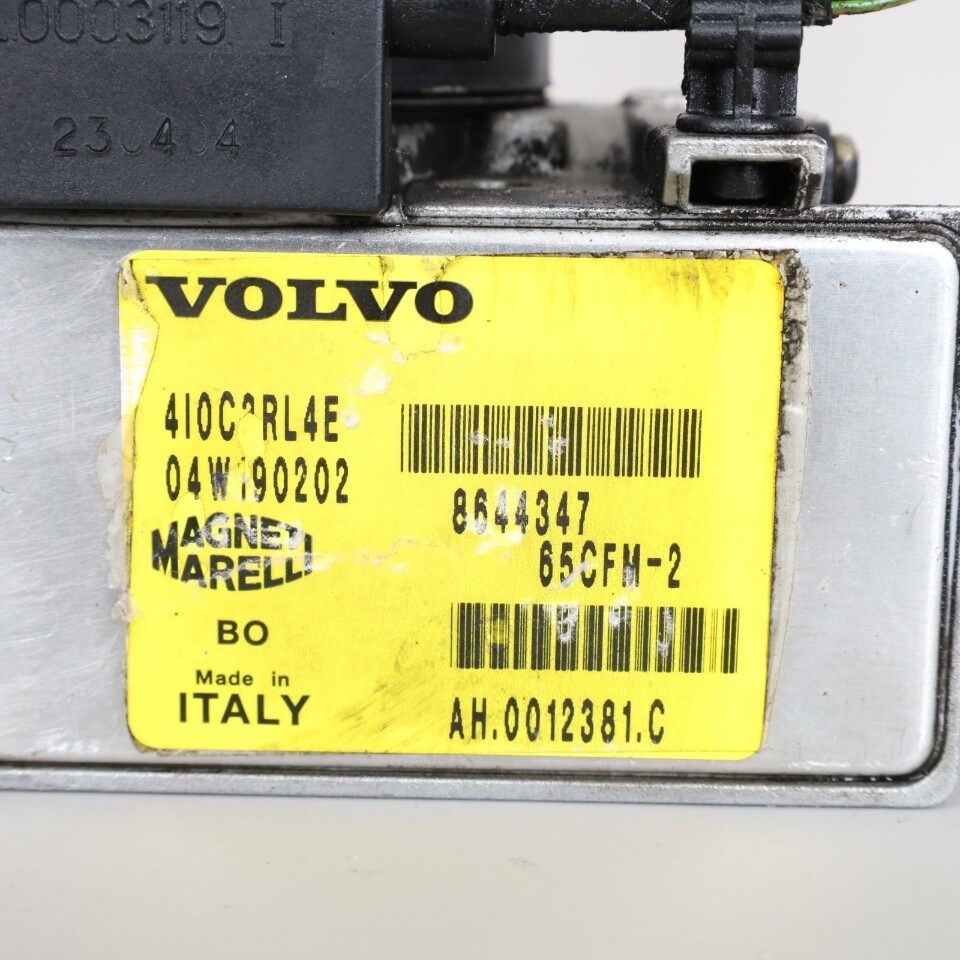 230404
VOLVO
04W190202
8644347
65CFM-2
MAGNETI
MARELLI
BO
Made in
ITALY
AH.0012381.C